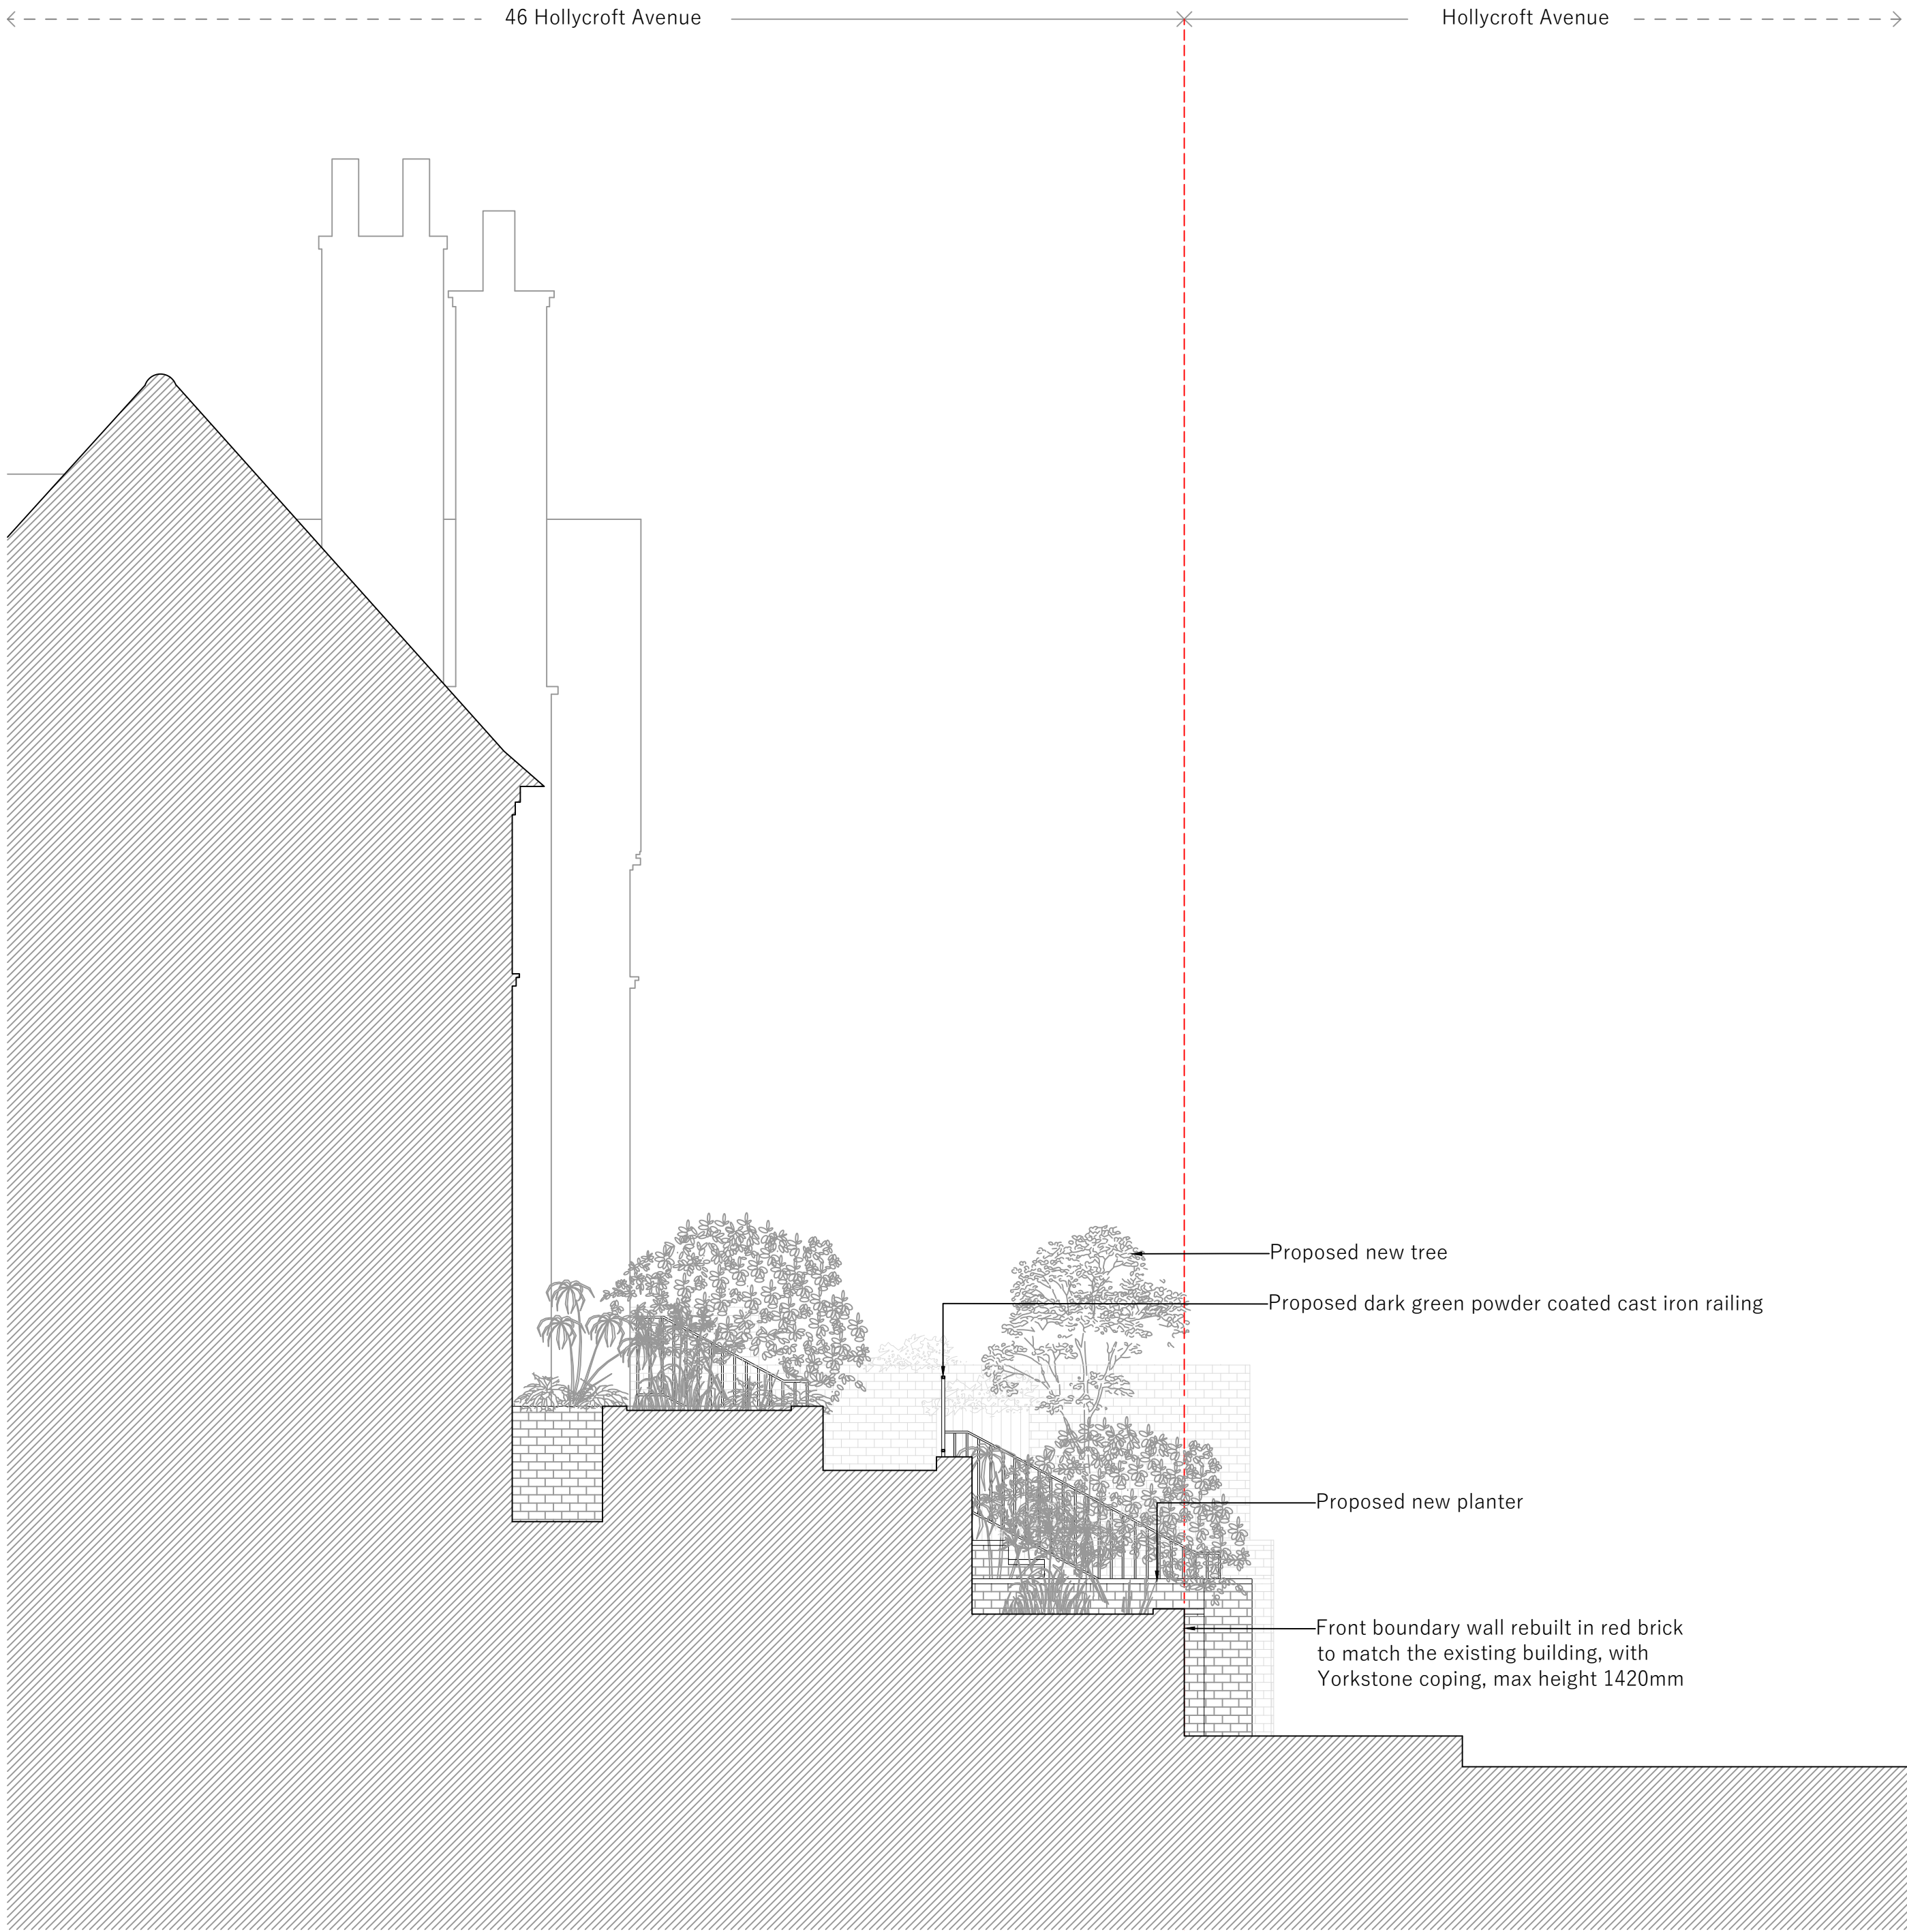 46 Hollycroft Avenue
Hollycroft Avenue
Proposed new tree
Proposed dark green powder coated cast iron railing
Proposed new planter
Front boundary wall rebuilt in red brick
to match the existing building, with
Yorkstone coping, max height 1420mm